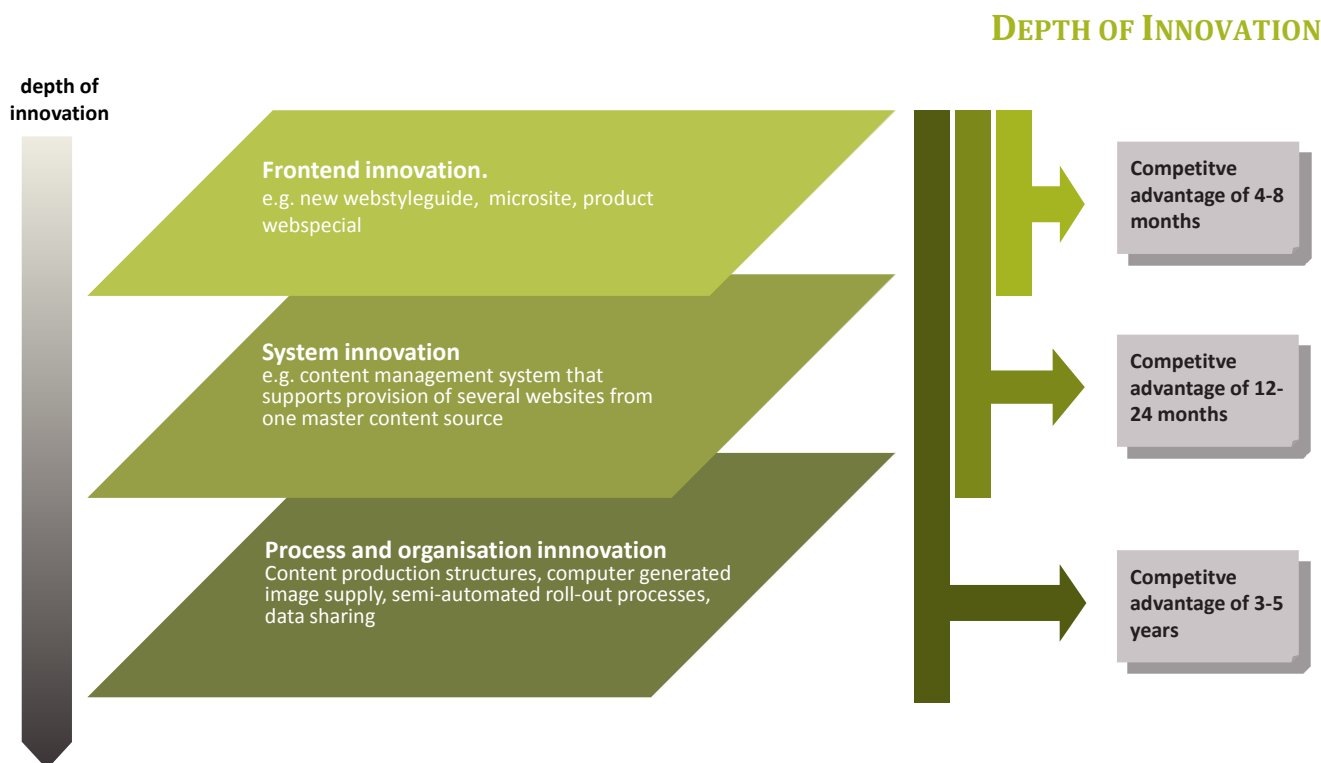 DEPTH OF INNOVATION
depth of
innovation
Frontend innovation.
e.g. new webstyleguide,  microsite, product
webspecial
Competitve
advantage of 4-8
months
System innovation
e.g. content management system that
supports provision of several websites from
one master content source
Competitve
advantage of 12-
24 months
Process and organisation innnovation
Content production structures, computer generated
image supply, semi-automated roll-out processes,
data sharing
Competitve
advantage of 3-5
years